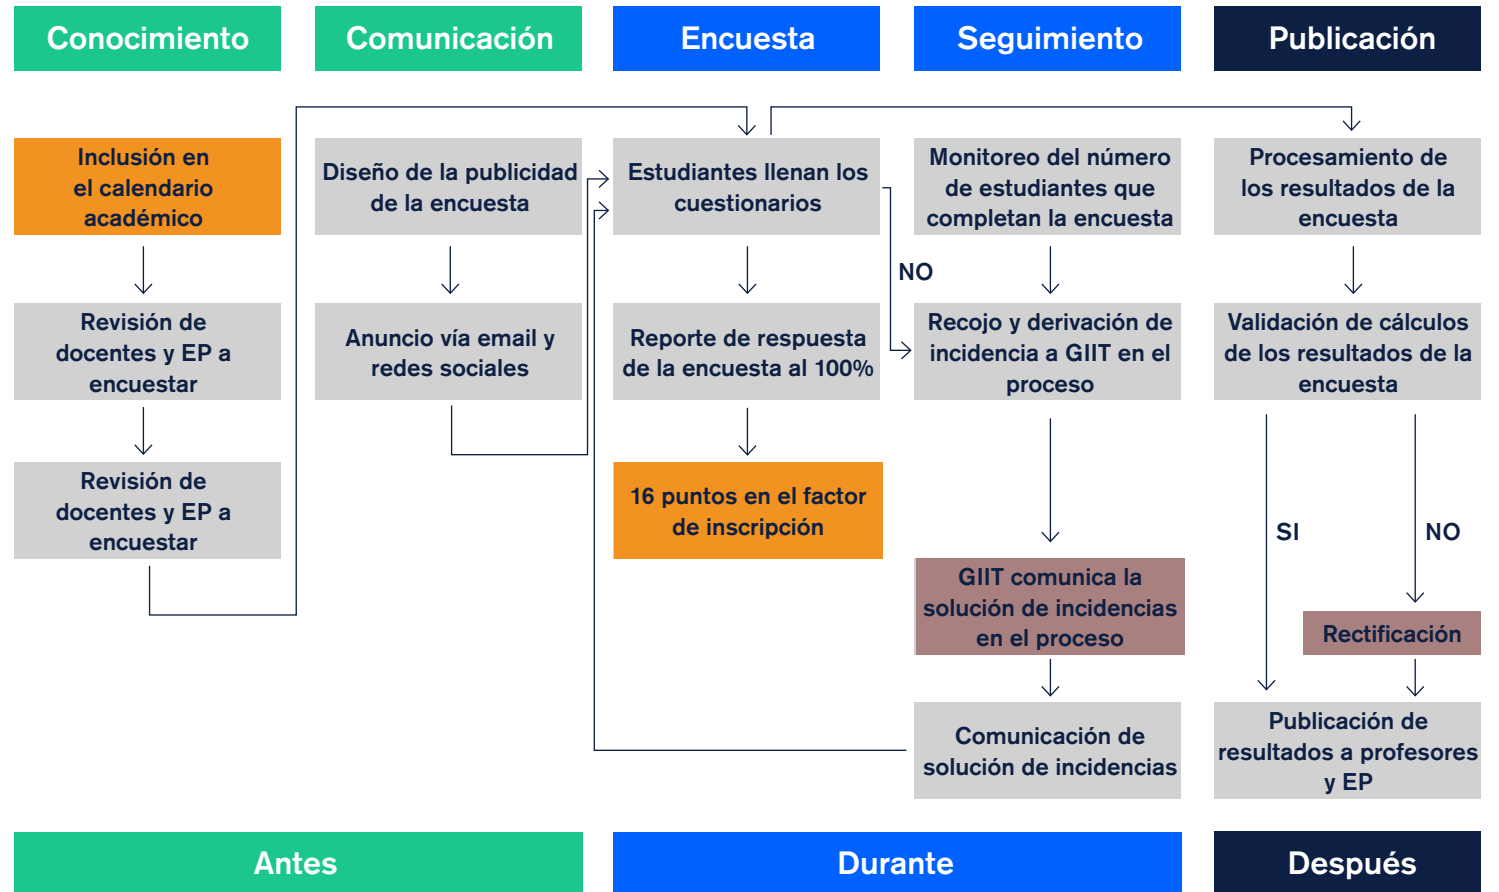 Conocimiento
Comunicación
Encuesta
Seguimiento
Publicación
Inclusión en
el calendario
académico
Revisión de
docentes y EP a
encuestar
Revisión de
docentes y EP a
encuestar
Diseño de la publicidad
de la encuesta
Anuncio vía email y
redes sociales
Estudiantes llenan los
cuestionarios
NO
Reporte de respuesta
de la encuesta al 100%
16 puntos en el factor
de inscripción
Monitoreo del número
de estudiantes que
completan la encuesta
Recojo y derivación de
incidencia a GIIT en el
proceso
GIIT comunica la
solución de incidencias
en el proceso
Comunicación de
solución de incidencias
Procesamiento de
los resultados de la
encuesta
Validación de cálculos
de los resultados de la
encuesta
SI
NO
Rectificación
Publicación de
resultados a profesores
y EP
Antes
Durante
Después